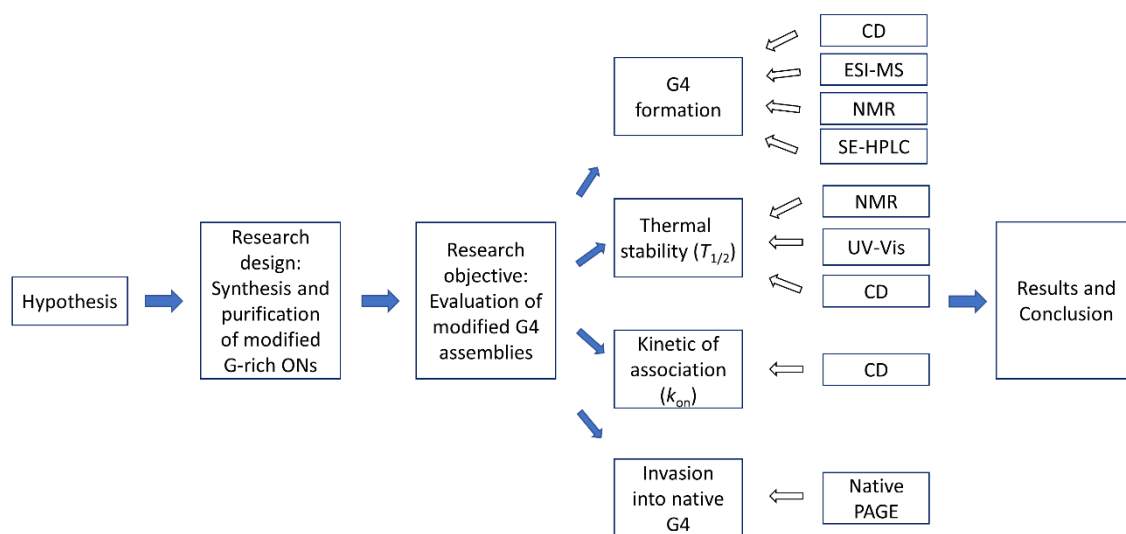 Hypothesis
Research
design:
Synthesis and
purification
of modified
G-rich ONs
Research
objective:
Evaluation of
modified G4
assemblies
G4
formation
CD
ESI-MS
NMR
SE-HPLC
Thermal
stability (T1/2)
NMR
UV-Vis
CD
Kinetic of
association
(kon)
CD
Invasion
into native
G4
Native
PAGE
Results and
Conclusion